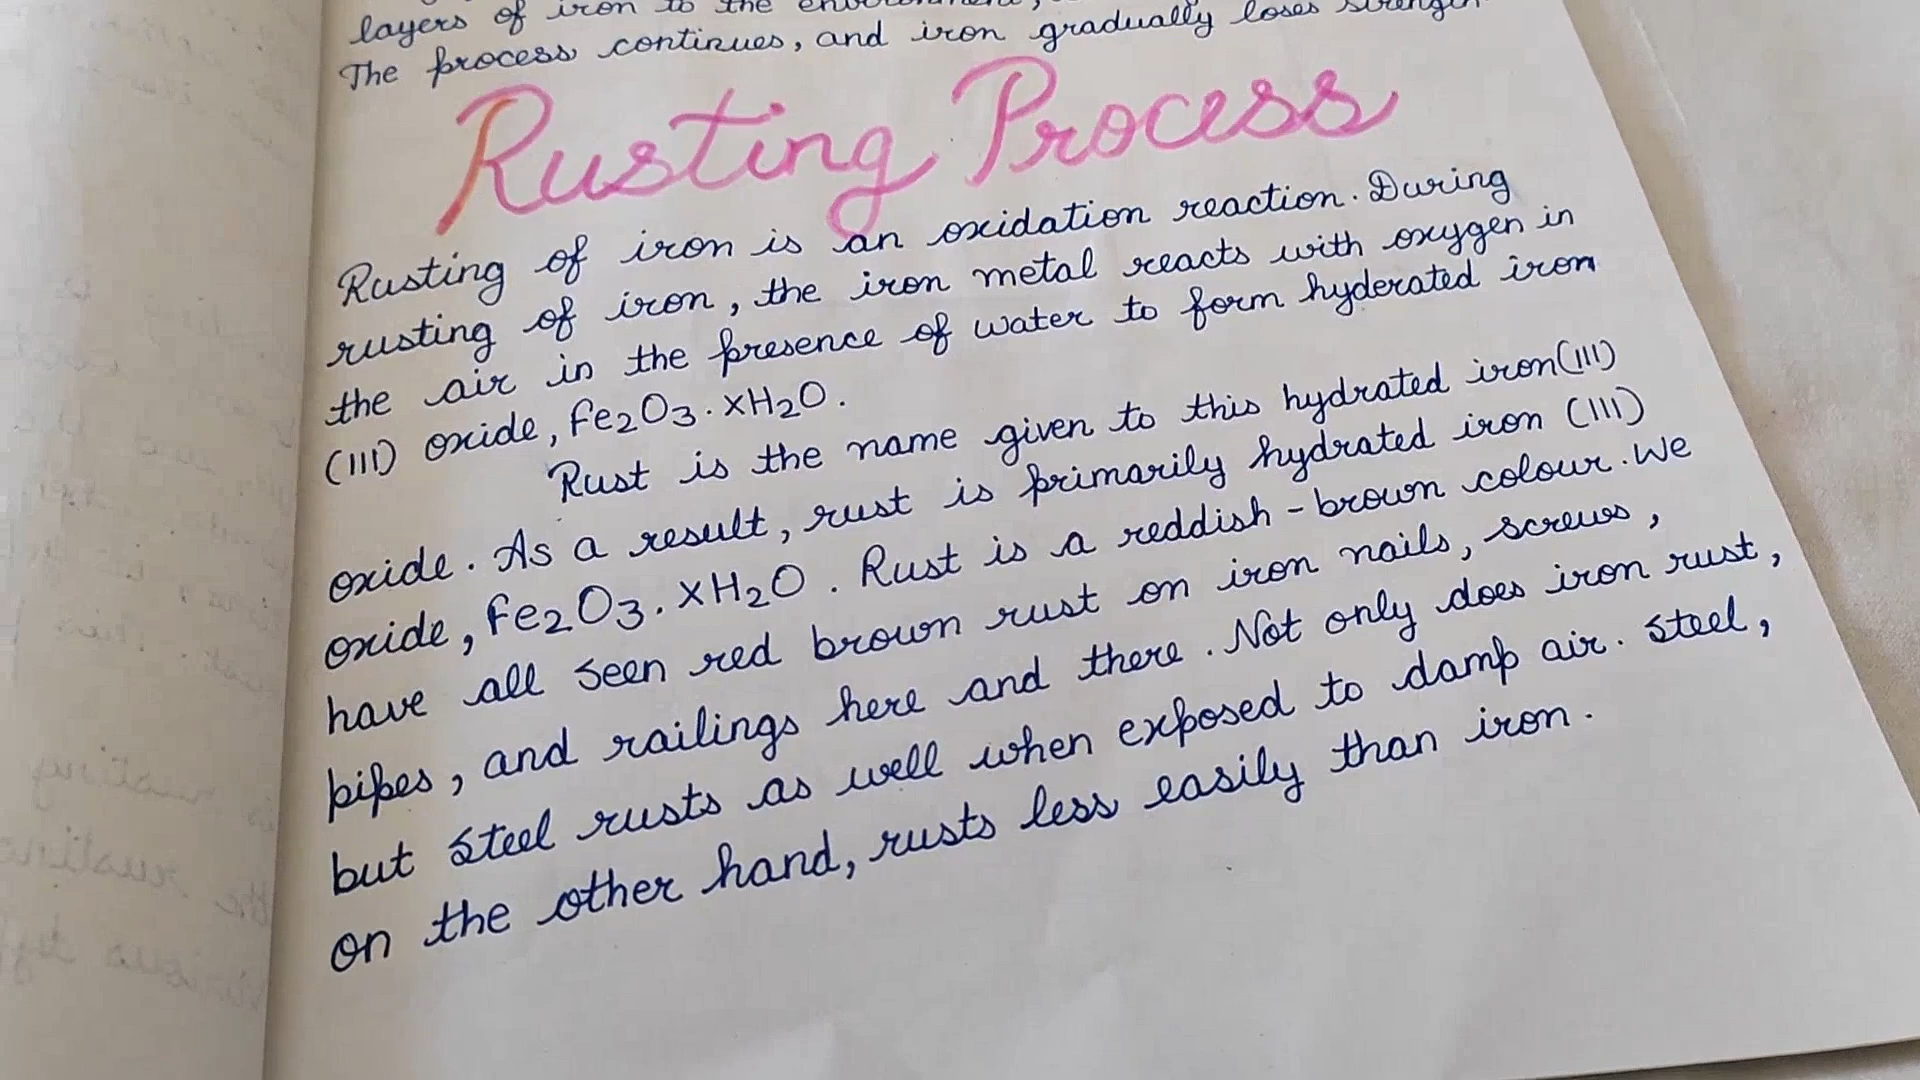 layers of iron to the environment,
The process continues, and iron gradually loses strength
Rusting Process
Rusting of iron is an oxidation reaction. During
rusting of iron, the iron metal reacts with oxygen in
the air in the presence of water to form hyderated iron
(III) oxide, Fe₂O₃.XH₂O.
Rust is the name given to this hydrated iron(III)
oxide. As a result, rust is primarily hydrated iron (III)
oxide, Fe₂O₃.XH₂O. Rust is a reddish-brown colour. We
have all seen red brown rust on iron nails, screws,
pipes, and railings here and there. Not only does iron rust,
but steel rusts as well when exposed to damp air. Steel,
on the other hand, rusts less easily than iron.